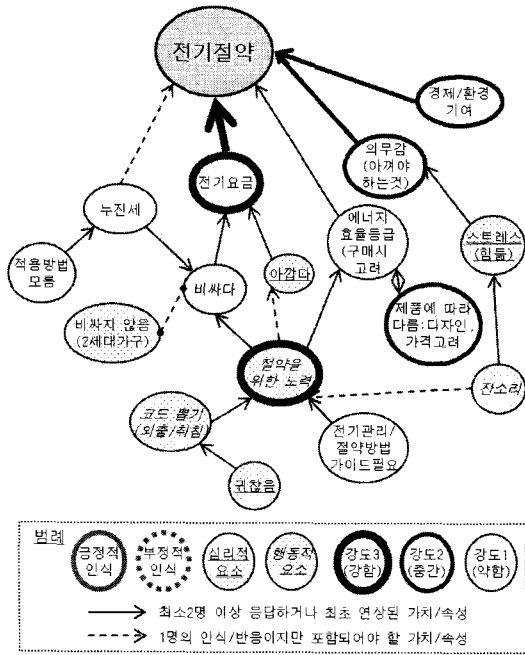 전기절약
경제/환경
기여
의무감
(아껴야
하는것)
전기요금
누진세
에너지
효율등급
(구매시
고려
스트레스
(힘듦)
적용방법
모름
아깝다
비싸다
비싸지 않음
(2세대가구)
제품에 따라
다름:디자인,
가격고려
절약을
위한 노력
잔소리
코드 뽑기
(외출/취침)
전기관리/
절약방법
가이드필요
귀찮음
범례
긍정적
인식
부정적
인식
심리적
요소
행동적
요소
강도3
(강함)
강도2
(중간)
강도1
(약함)
최소2명 이상 응답하거나 최초 연상된 가치/속성
1명의 인식/반응이지만 포함되어야 할 가치/속성